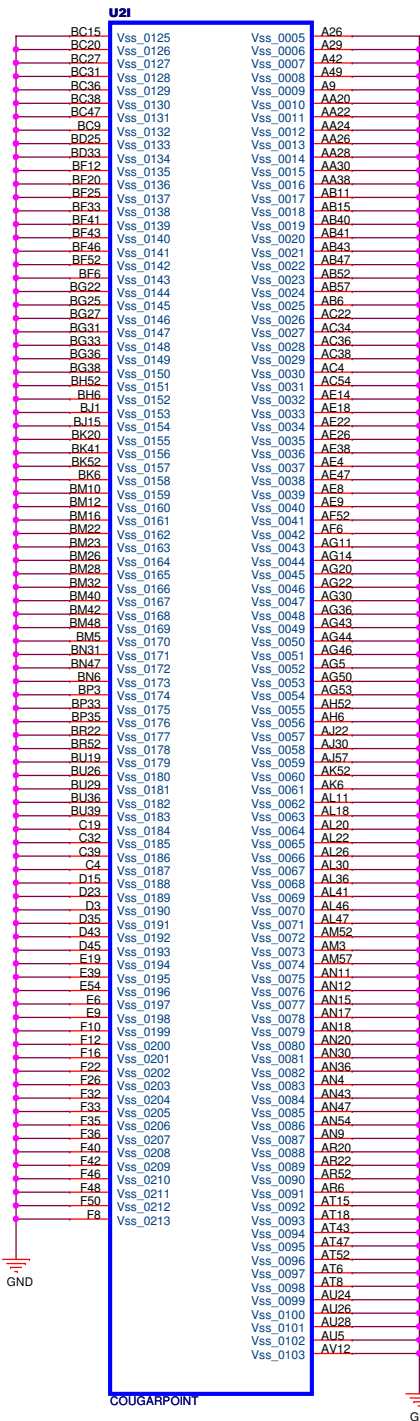 U2I
BC15 Vss_0125 Vss_0005 A26
BC20 Vss_0126 Vss_0006 A29
BC27 Vss_0127 Vss_0007 A42
BC31 Vss_0128 Vss_0008 A49
BC36 Vss_0129 Vss_0009 A9
BC38 Vss_0130 Vss_0010 AA20
BC47 Vss_0131 Vss_0011 AA22
BC9 Vss_0132 Vss_0012 AA24
BD25 Vss_0133 Vss_0013 AA26
BD33 Vss_0134 Vss_0014 AA28
BF12 Vss_0135 Vss_0015 AA30
BF20 Vss_0136 Vss_0016 AA38
BF25 Vss_0137 Vss_0017 AB11
BF33 Vss_0138 Vss_0018 AB15
BF41 Vss_0139 Vss_0019 AB40
BF43 Vss_0140 Vss_0020 AB41
BF46 Vss_0141 Vss_0021 AB43
BF52 Vss_0142 Vss_0022 AB47
BF6 Vss_0143 Vss_0023 AB52
BG22 Vss_0144 Vss_0024 AB57
BG25 Vss_0145 Vss_0025 AB6
BG27 Vss_0146 Vss_0026 AC22
BG31 Vss_0147 Vss_0027 AC34
BG33 Vss_0148 Vss_0028 AC36
BG36 Vss_0149 Vss_0029 AC38
BG38 Vss_0150 Vss_0030 AC4
BH52 Vss_0151 Vss_0031 AC54
BH6 Vss_0152 Vss_0032 AE14
BJ1 Vss_0153 Vss_0033 AE18
BJ15 Vss_0154 Vss_0034 AE22
BK20 Vss_0155 Vss_0035 AE26
BK41 Vss_0156 Vss_0036 AE38
BK52 Vss_0157 Vss_0037 AE4
BK6 Vss_0158 Vss_0038 AE47
BM10 Vss_0159 Vss_0039 AE8
BM12 Vss_0160 Vss_0040 AE9
BM16 Vss_0161 Vss_0041 AF52
BM22 Vss_0162 Vss_0042 AF6
BM23 Vss_0163 Vss_0043 AG11
BM26 Vss_0164 Vss_0044 AG14
BM28 Vss_0165 Vss_0045 AG20
BM32 Vss_0166 Vss_0046 AG22
BM40 Vss_0167 Vss_0047 AG30
BM42 Vss_0168 Vss_0048 AG36
BM48 Vss_0169 Vss_0049 AG43
BM5 Vss_0170 Vss_0050 AG44
BN31 Vss_0171 Vss_0051 AG46
BN47 Vss_0172 Vss_0052 AG5
BN6 Vss_0173 Vss_0053 AG50
BP3 Vss_0174 Vss_0054 AG53
BP33 Vss_0175 Vss_0055 AH52
BP35 Vss_0176 Vss_0056 AH6
BR22 Vss_0177 Vss_0057 AJ22
BR52 Vss_0178 Vss_0058 AJ30
BU19 Vss_0179 Vss_0059 AJ57
BU26 Vss_0180 Vss_0060 AK52
BU29 Vss_0181 Vss_0061 AK6
BU36 Vss_0182 Vss_0062 AL11
BU39 Vss_0183 Vss_0063 AL18
C19 Vss_0184 Vss_0064 AL20
C32 Vss_0185 Vss_0065 AL22
C39 Vss_0186 Vss_0066 AL26
C4 Vss_0187 Vss_0067 AL30
D15 Vss_0188 Vss_0068 AL36
D23 Vss_0189 Vss_0069 AL41
D3 Vss_0190 Vss_0070 AL46
D35 Vss_0191 Vss_0071 AL47
D43 Vss_0192 Vss_0072 AM52
D45 Vss_0193 Vss_0073 AM3
E19 Vss_0194 Vss_0074 AM57
E39 Vss_0195 Vss_0075 AN11
E54 Vss_0196 Vss_0076 AN12
E6 Vss_0197 Vss_0077 AN15
E9 Vss_0198 Vss_0078 AN17
F10 Vss_0199 Vss_0079 AN18
F12 Vss_0200 Vss_0080 AN20
F16 Vss_0201 Vss_0081 AN30
F22 Vss_0202 Vss_0082 AN36
F26 Vss_0203 Vss_0083 AN4
F32 Vss_0204 Vss_0084 AN43
F33 Vss_0205 Vss_0085 AN47
F35 Vss_0206 Vss_0086 AN54
F36 Vss_0207 Vss_0087 AN9
F40 Vss_0208 Vss_0088 AR20
F42 Vss_0209 Vss_0089 AR22
F46 Vss_0210 Vss_0090 AR52
F48 Vss_0211 Vss_0091 AR6
F50 Vss_0212 Vss_0092 AT15
F8 Vss_0213 Vss_0093 AT18
Vss_0094 AT43
Vss_0095 AT47
Vss_0096 AT52
Vss_0097 AT6
Vss_0098 AT8
Vss_0099 AU24
Vss_0100 AU26
Vss_0101 AU28
Vss_0102 AU5
Vss_0103 AV12
GND
COUGARPOINT